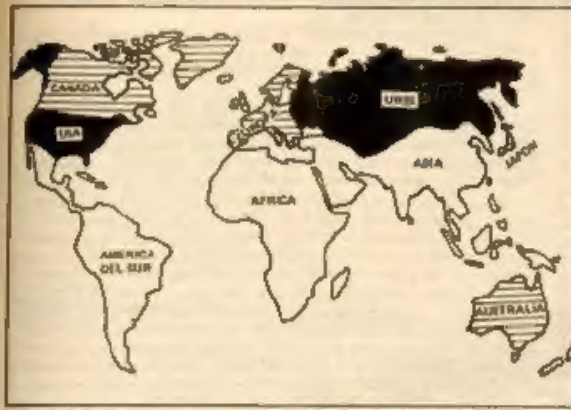 CANADA
USA
URSS
ASIA
JAPON
AFRICA
AMERICA
DEL SUR
AUSTRALIA